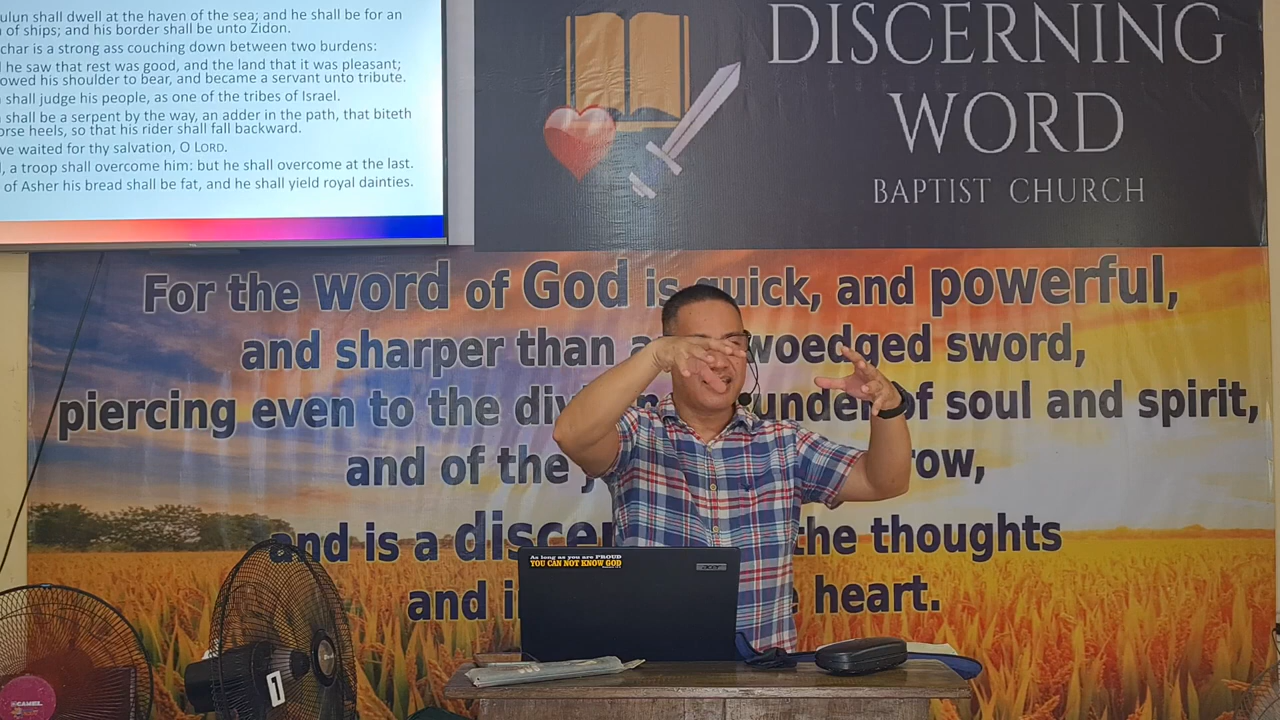 ulun shall dwell at the haven of the sea; and he shall be for an
of ships; and his border shall be unto Zidon.
char is a strong ass couching down between two burdens:
he saw that rest was good, and the land that it was pleasant;
owed his shoulder to bear, and became a servant unto tribute.
shall judge his people, as one of the tribes of Israel.
shall be a serpent by the way, an adder in the path, that biteth
orse heels, so that his rider shall fall backward.
ve waited for thy salvation, O LORD.
, a troop shall overcome him: but he shall overcome at the last.
of Asher his bread shall be fat, and he shall yield royal dainties.
DISCERNING
WORD
BAPTIST CHURCH
For the word of God is quick, and powerful,
and sharper than a woedged sword,
piercing even to the div under of soul and spirit,
and of the row,
and is a discer the thoughts
and i heart.
As long as you are PROUD
YOU CAN NOT KNOW GOD
1
CAMEL